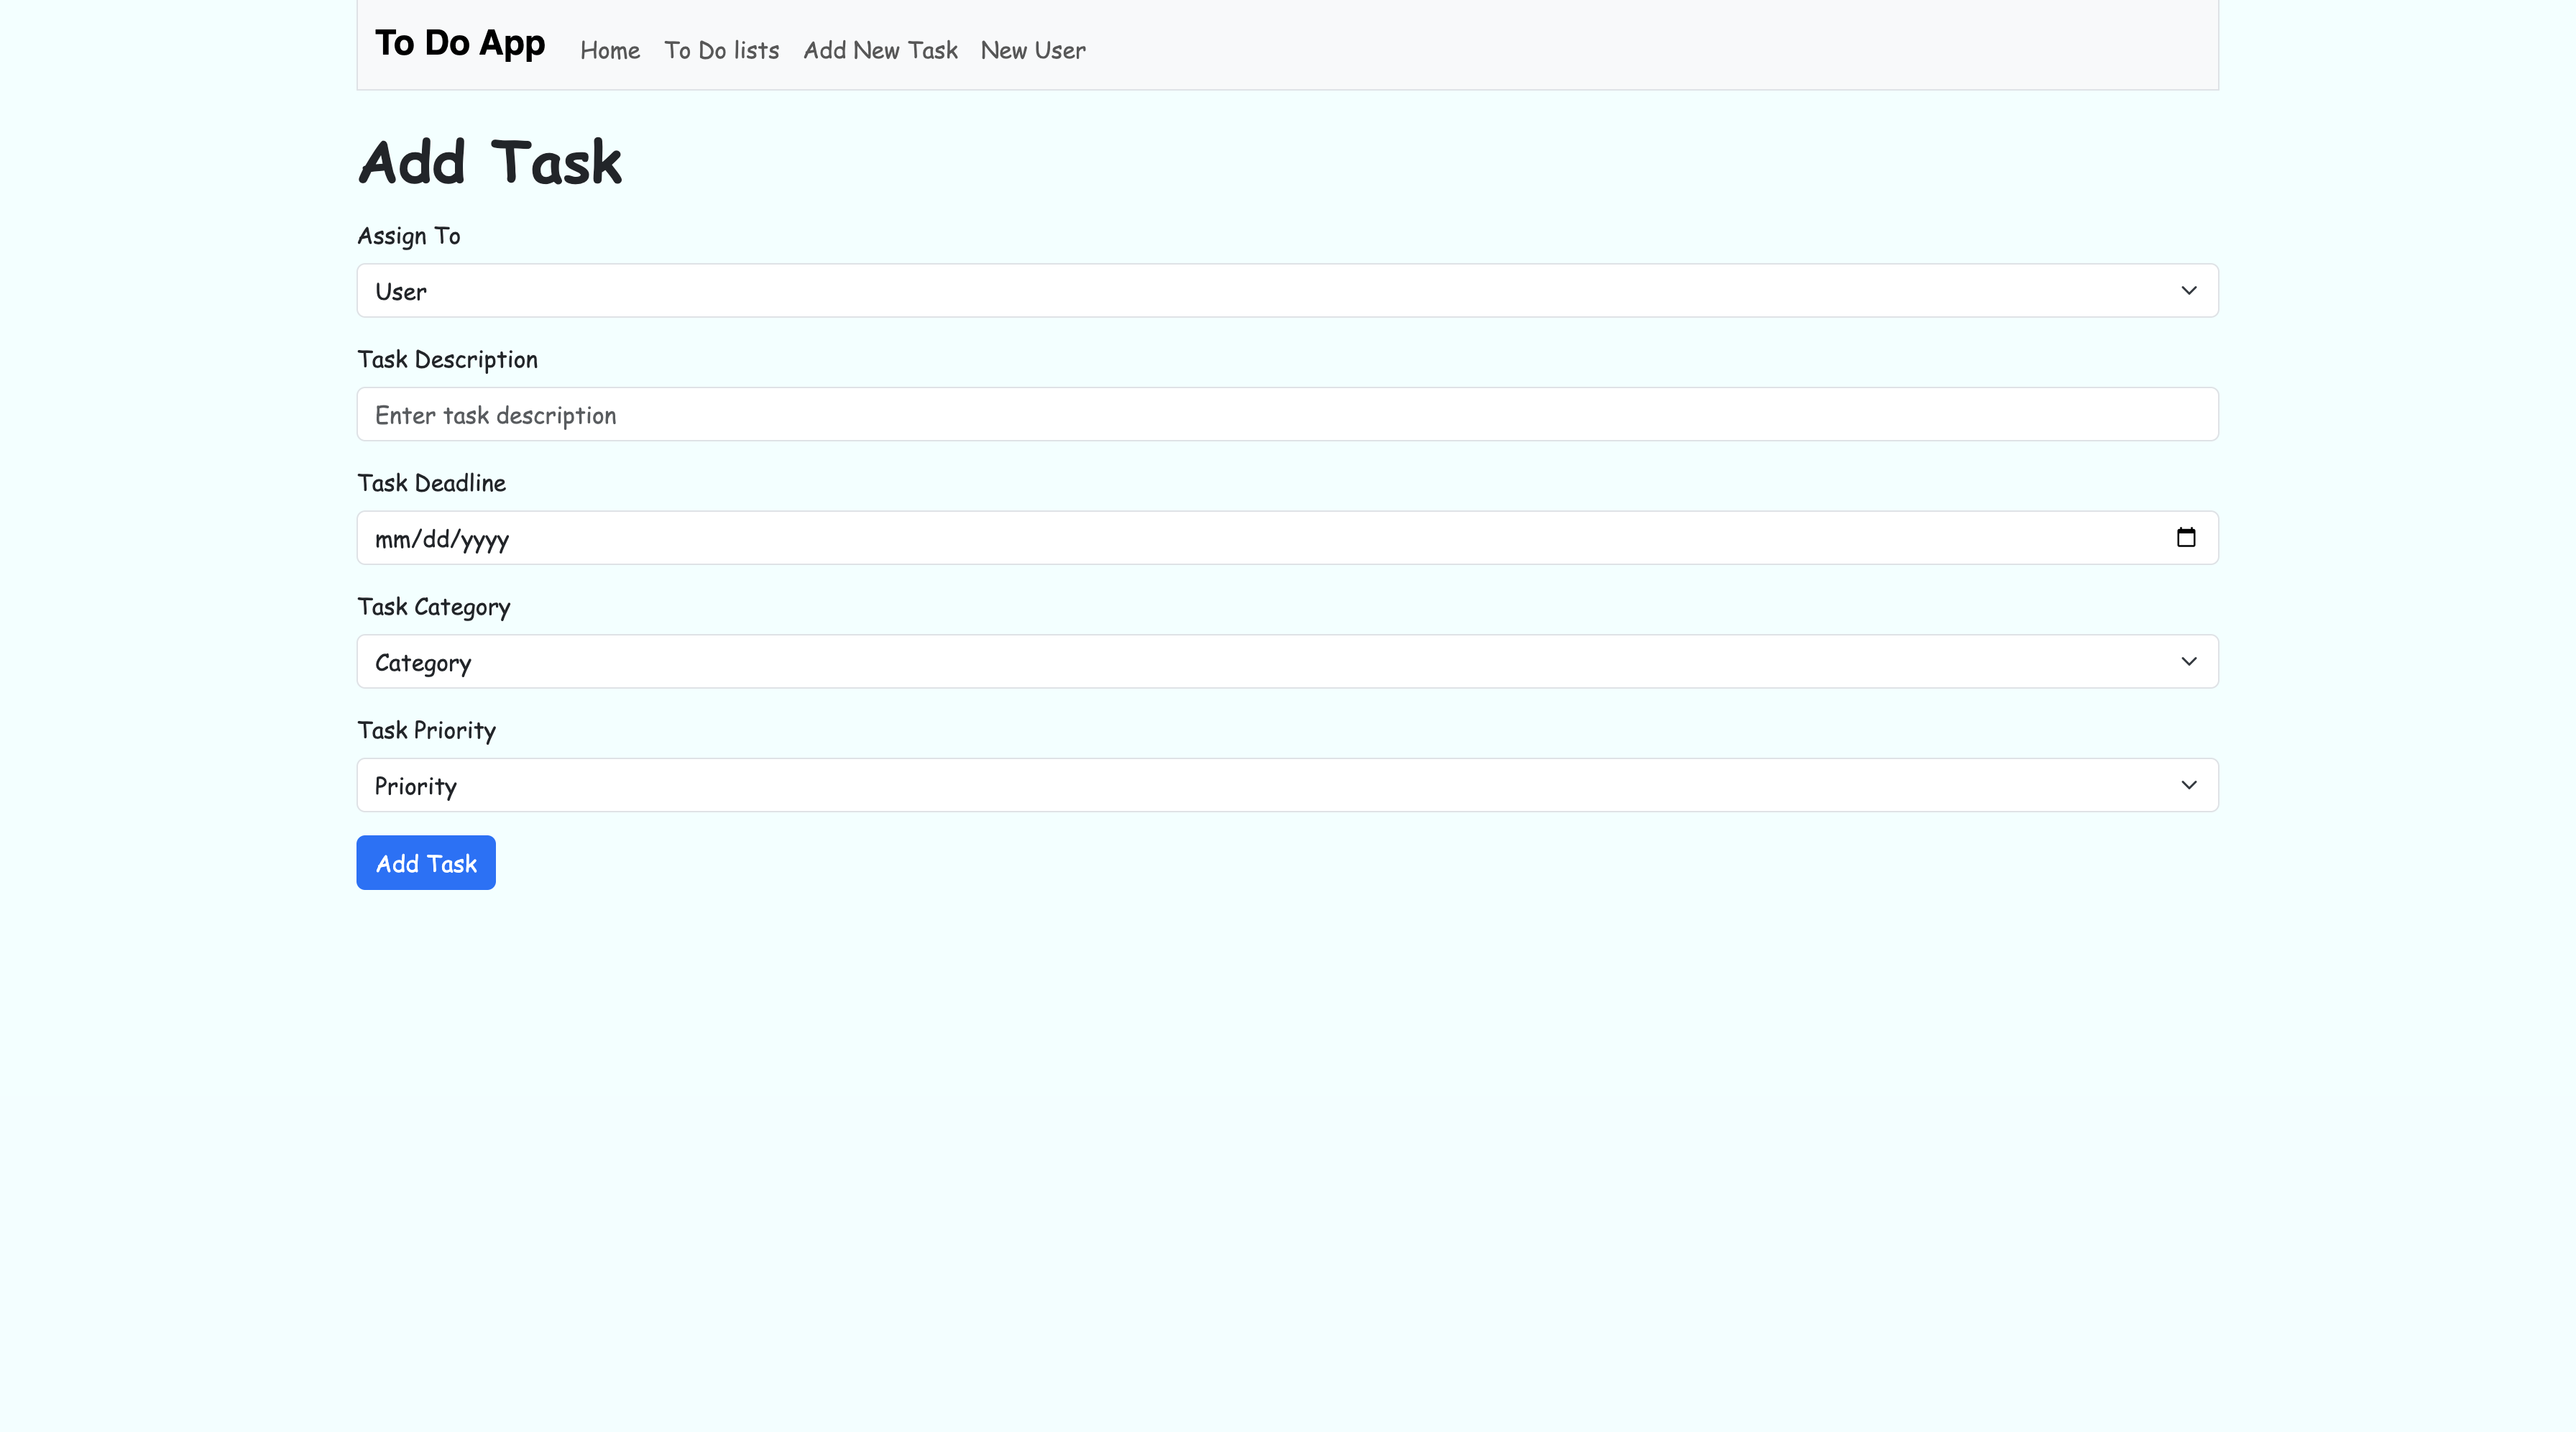 To Do App Home To Do lists Add New Task New User
Add Task
Assign To
User
Task Description
Enter task description
Task Deadline
mm/dd/yyyy
Task Category
Category
Task Priority
Priority
Add Task